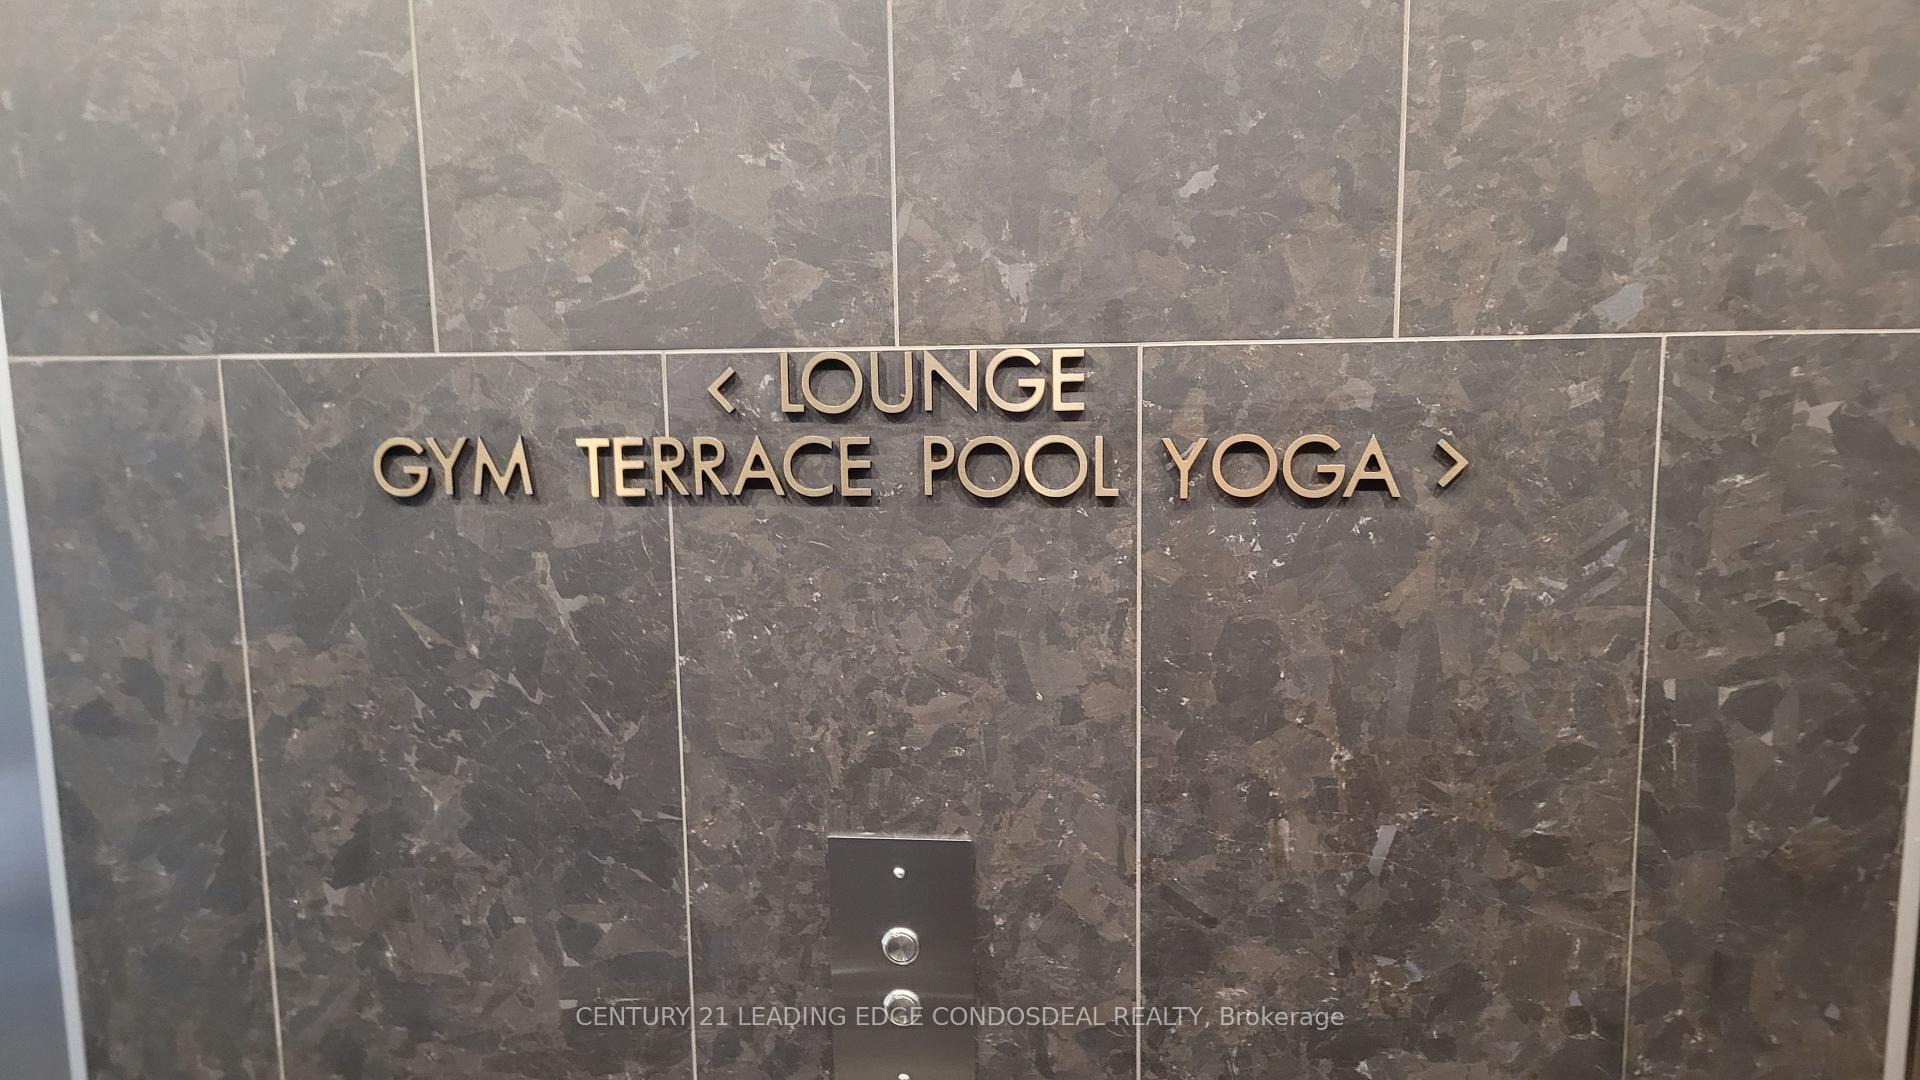 < LOUNGE
GYM TERRACE POOL YOGA >
CENTURY 21 LEADING EDGE CONDOSDEAL REALTY, Brokerage